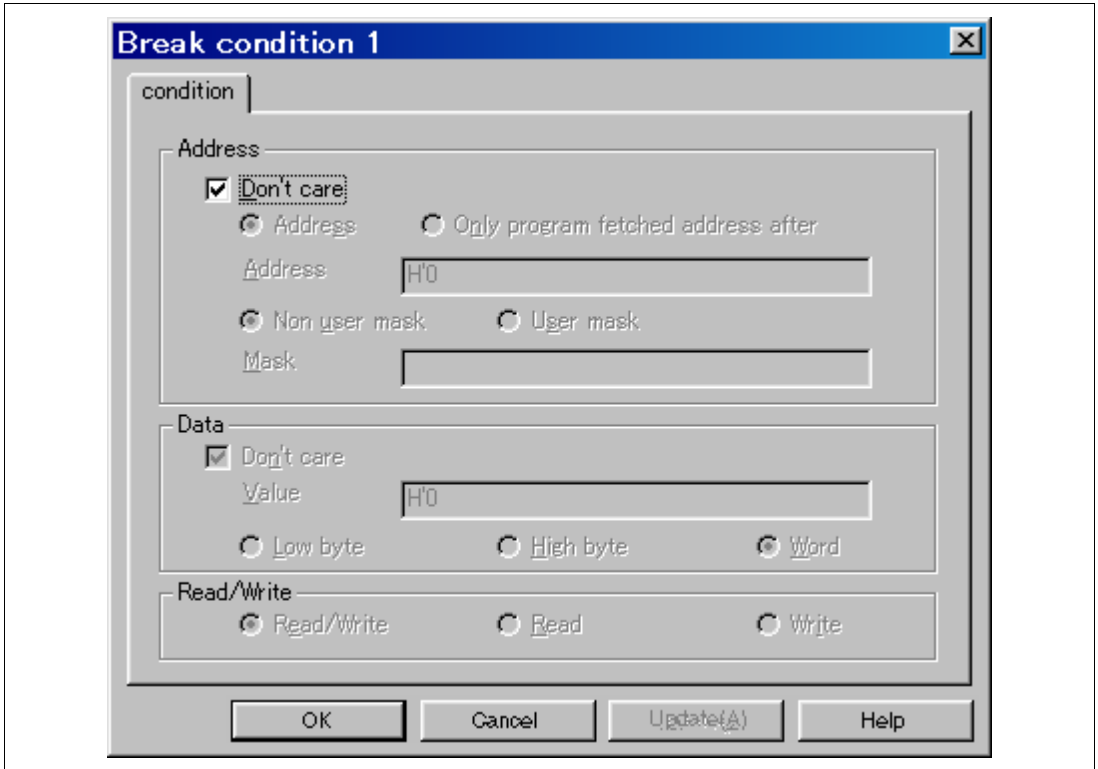 Break condition 1
condition
Address
Don't care
Address Only program fetched address after
Address H'0
Non user mask User mask
Mask
Data
Don't care
Value H'0
Low byte High byte Word
Read/Write
Read/Write Read Write
OK Cancel Update(A) Help